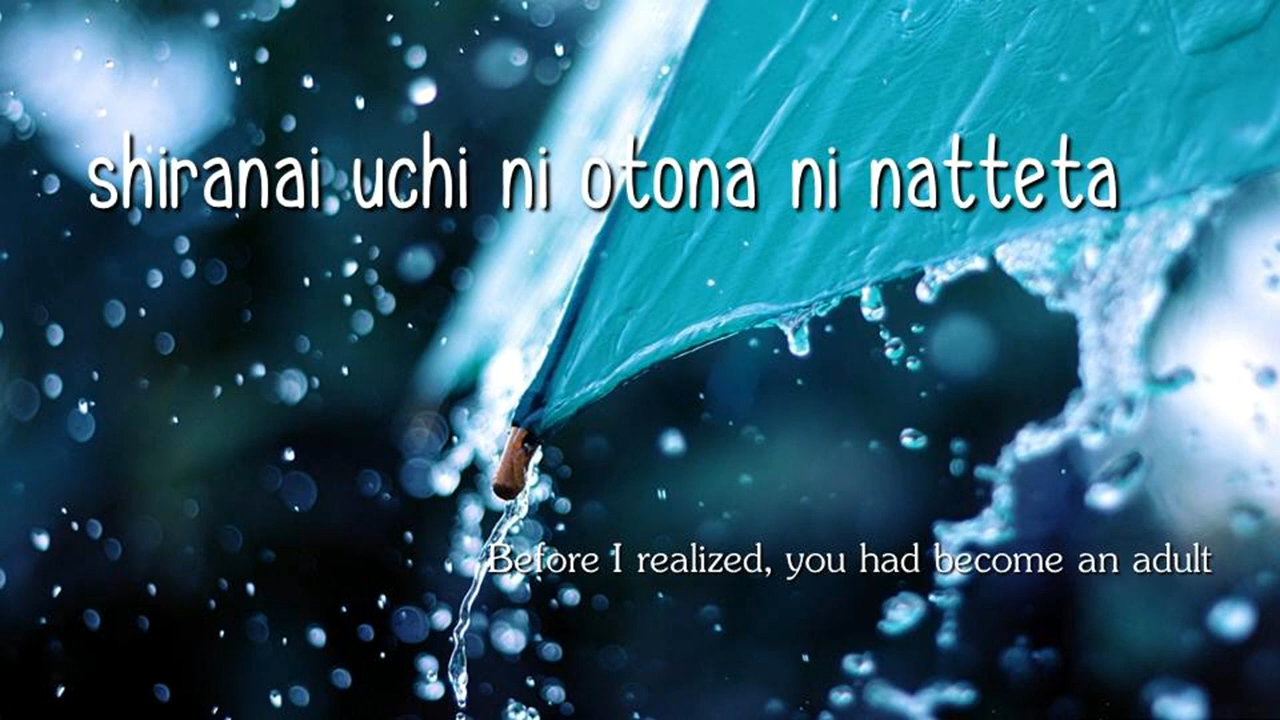 shiranai uchi ni otona ni natteta
Before I realized, you had become an adult